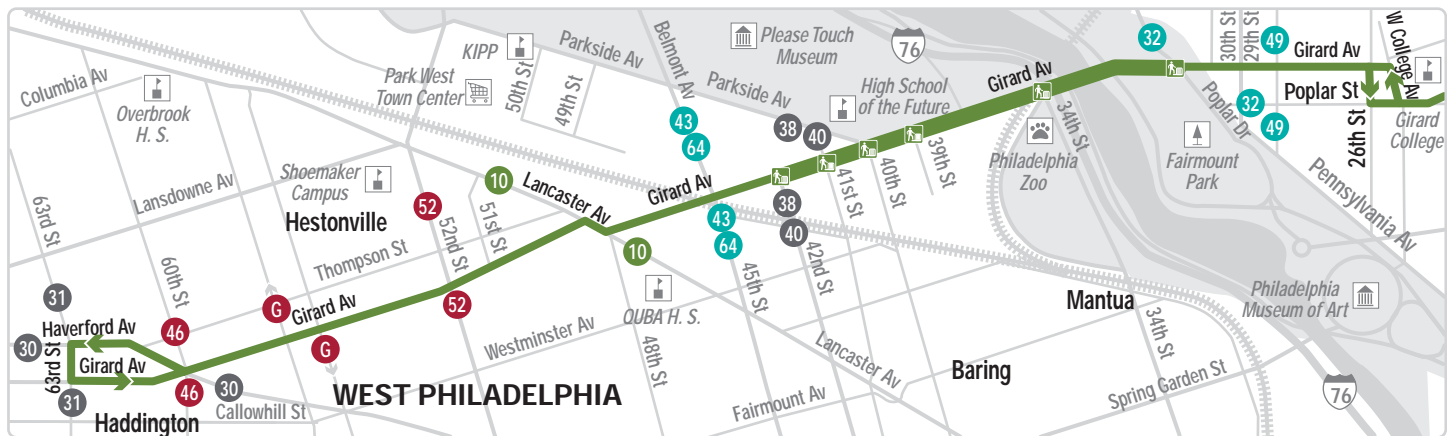 Columbia Av
Overbrook
H. S.
KIPP
Park West
Town Center
50th St
49th St
Parkside Av
Belmont Av
Please Touch
Museum
76
High School
of the Future
Parkside Av
Girard Av
32
30th St
29th St
49
Girard Av
W College Av
Poplar St
32
49
26th St
Girard
College
Poplar Dr
Fairmount
Park
Pennsylvania Av
34th St
Philadelphia
Zoo
39th St
40th St
41st St
38
40
43
64
Girard Av
Lancaster Av
10
10
Shoemaker
Campus
Lansdowne Av
Hestonville
52
52nd St
51st St
52
Thompson St
63rd St
60th St
31
G
Girard Av
G
46
Haverford Av
30
63rd St
Girard Av
31
46
30
Callowhill St
Haddington
WEST PHILADELPHIA
Westminster Av
QUBA H. S.
48th St
43
64
45th St
38
40
42nd St
Lancaster Av
Fairmount Av
Baring
Mantua
34th St
Spring Garden St
Philadelphia
Museum of Art
76